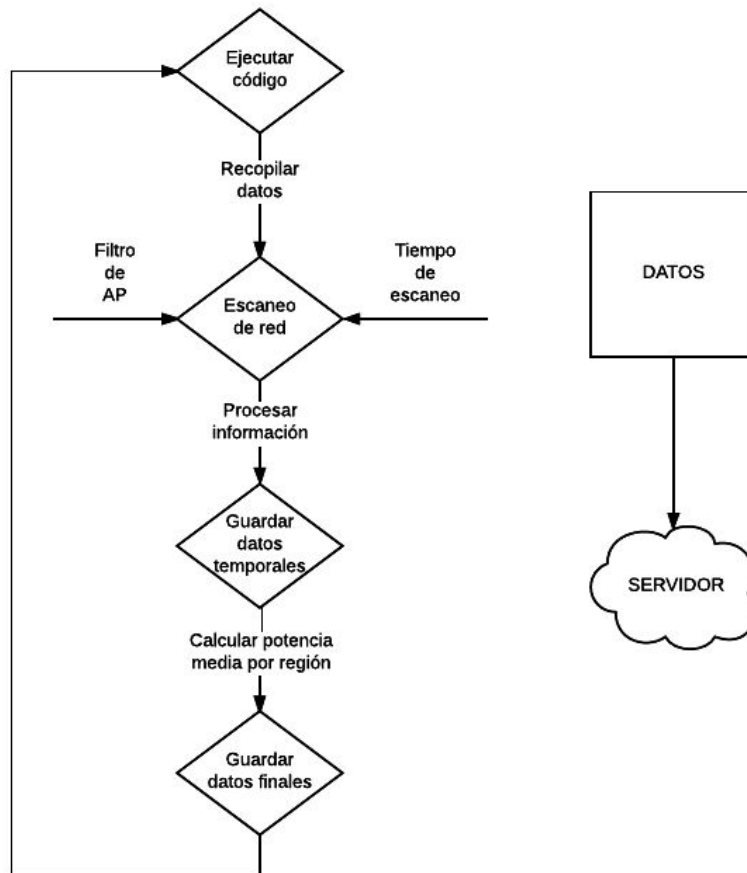 Ejecutar
código
Recopilar
datos
Filtro
de
AP
Tiempo
de
escaneo
Escaneo
de red
DATOS
Procesar
información
Guardar
datos
temporales
SERVIDOR
Calcular potencia
media por región
Guardar
datos finales